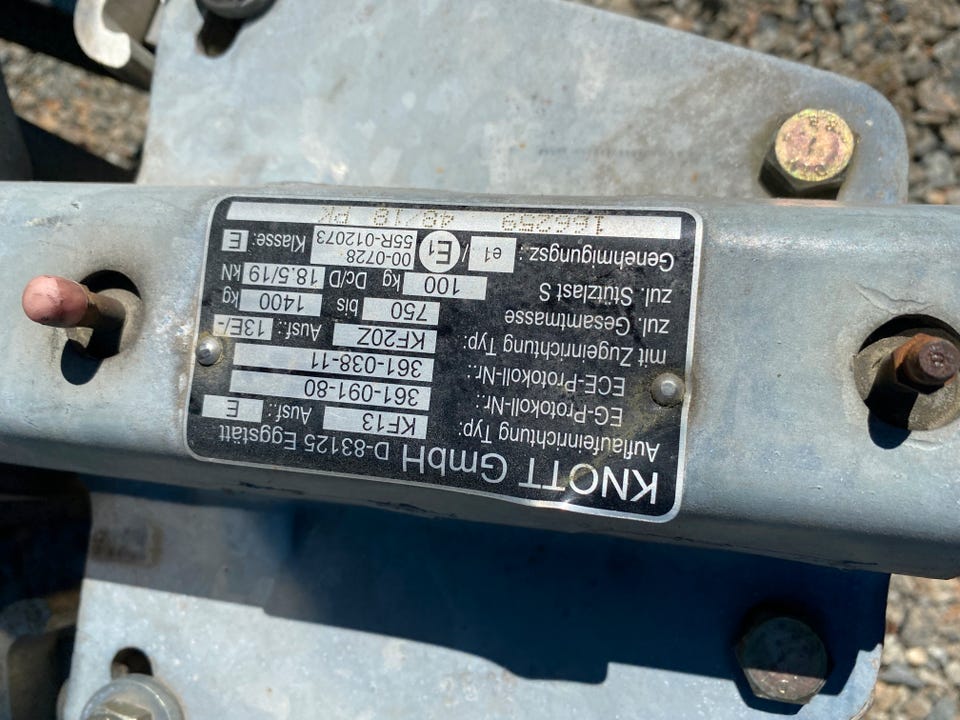 KNOTT GmbH D-83125 Eggstätt
Auflaufeinrichtung Typ: KF13 Ausf.: E
EG-Protokoll-Nr.: 361-091-80
ECE-Protokoll-Nr.: 361-038-11
mit Zugeinrichtung Typ: KF20Z Ausf.: 13E/-
zul. Gesamtmasse 750 bis 1400 kg
zul. Stützlast S 100 kg Dc/D 18.5/19 kN
Genehmigungsz: e1 / E1 00-0728 55R-012073 Klasse: E
166259 48/18 PK